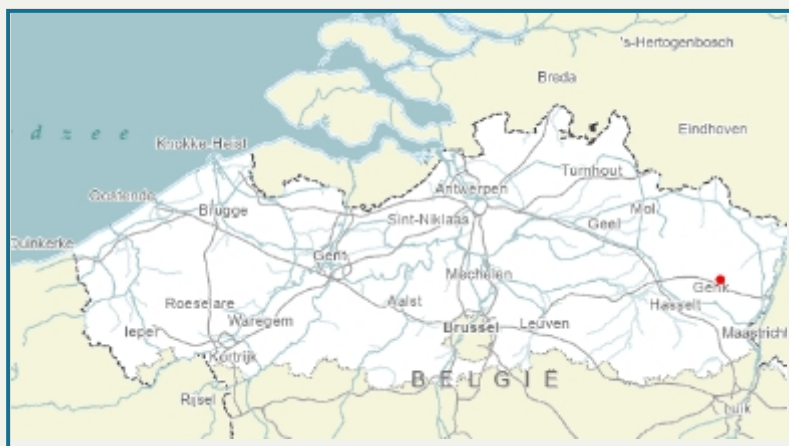 's-Hertogenbosch
Breda
Eindhoven
d z e e
Knokke-Heist
Turnhout
Antwerpen
Oostende
Brugge
Mol
Sint-Niklaas
Geel
Duinkerke
Gent
Mechelen
Genk
Roeselare
Aalst
Hasselt
Waregem
Brussel
Leuven
Ieper
Maastricht
Kortrijk
BELGIË
Rijsel
Luik